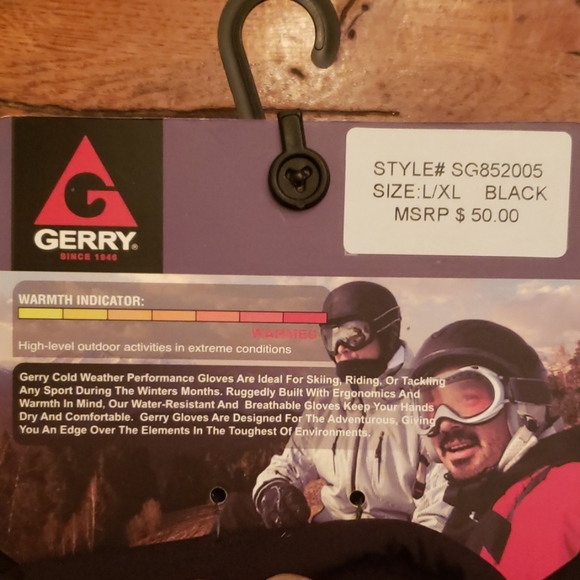 STYLE# SG852005
SIZE:L/XL BLACK
MSRP $ 50.00
GERRY®
SINCE 1946
WARMTH INDICATOR:
WARMEST
High-level outdoor activities in extreme conditions
Gerry Cold Weather Performance Gloves Are Ideal For Skiing, Riding, Or Tackling
Any Sport During The Winters Months. Ruggedly Built With Ergonomics And
Warmth In Mind, Our Water-Resistant And Breathable Gloves Keep Your Hands
Dry And Comfortable. Gerry Gloves Are Designed For The Adventurous, Giving
You An Edge Over The Elements In The Toughest Of Environments.